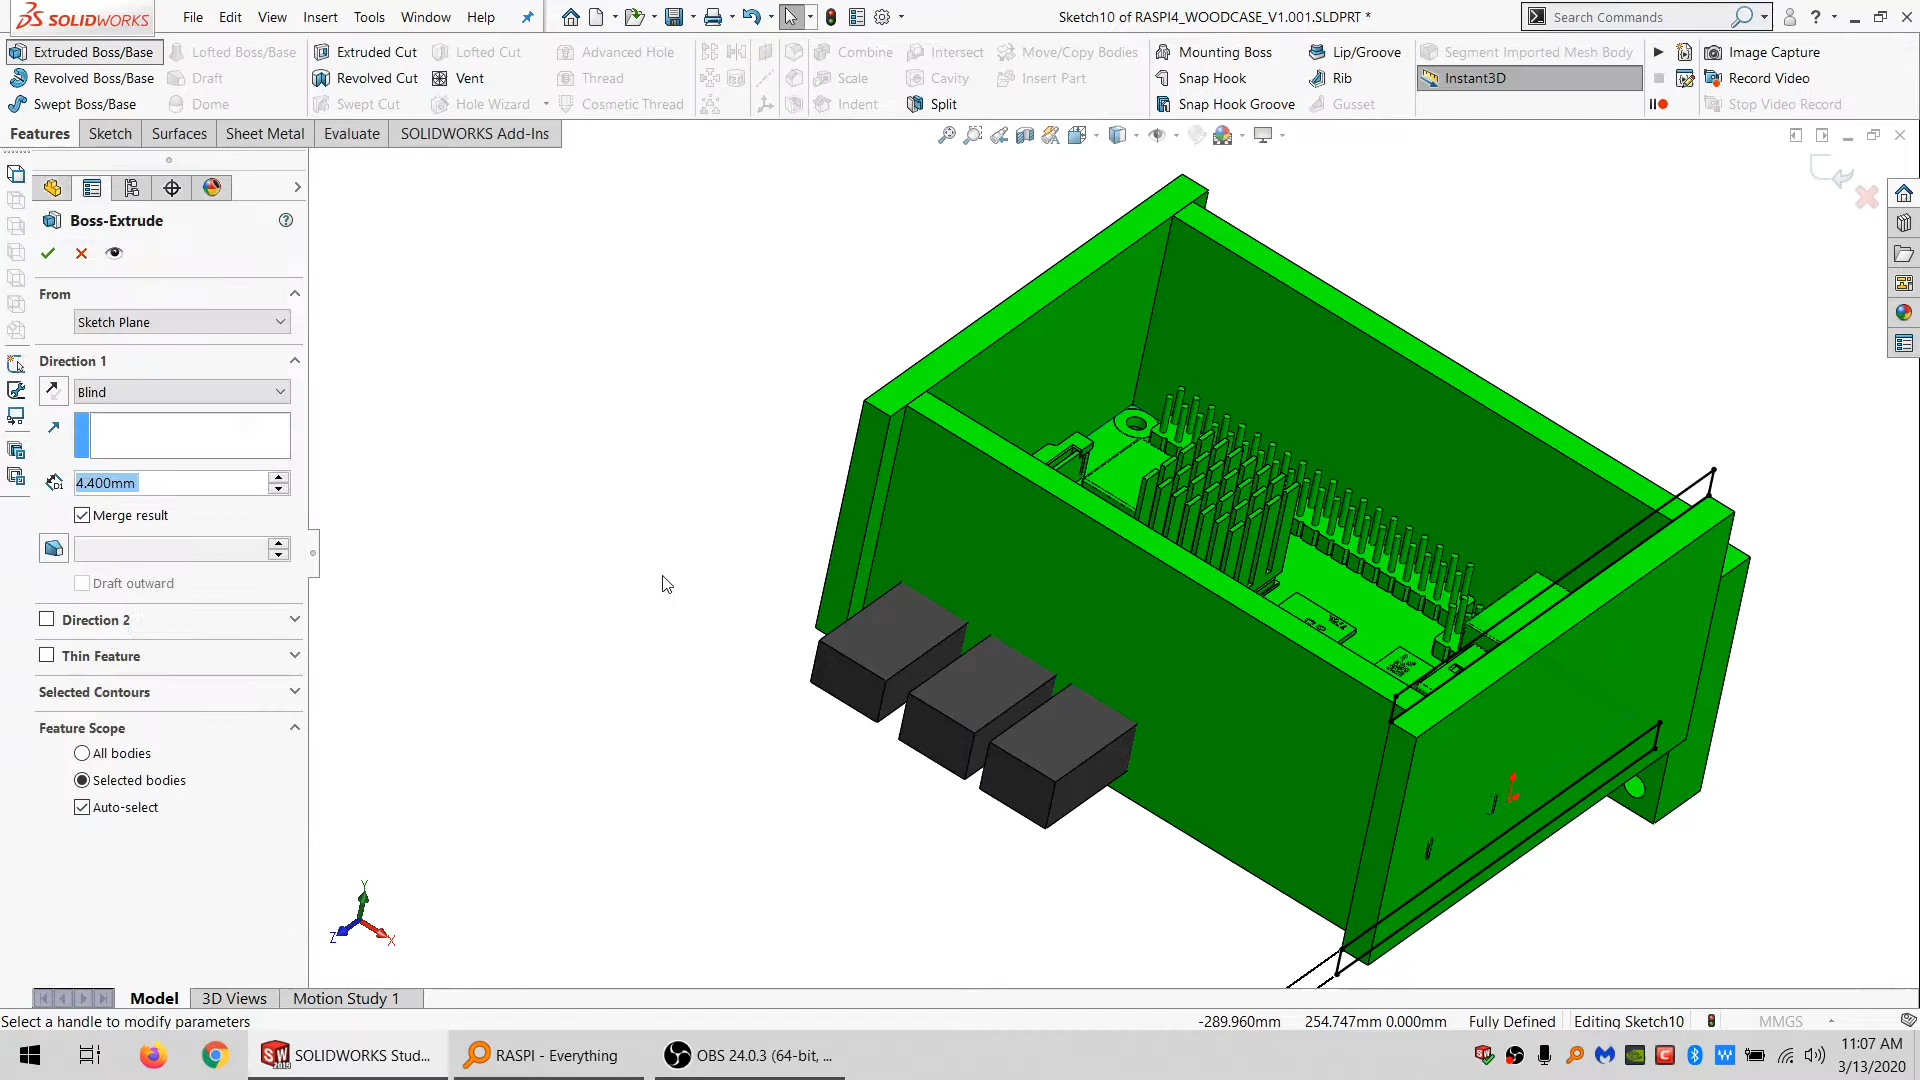 SOLIDWORKS
File Edit View Insert Tools Window Help
Sketch10 of RASPI4_WOODCASE_V1.001.SLDPRT *
Search Commands
Extruded Boss/Base
Revolved Boss/Base
Swept Boss/Base
Lofted Boss/Base
Draft
Dome
Extruded Cut
Revolved Cut
Swept Cut
Lofted Cut
Vent
Hole Wizard
Advanced Hole
Thread
Cosmetic Thread
Combine
Scale
Indent
Intersect
Cavity
Split
Move/Copy Bodies
Insert Part
Mounting Boss
Snap Hook
Snap Hook Groove
Lip/Groove
Rib
Gusset
Segment Imported Mesh Body
Instant3D
Image Capture
Record Video
Stop Video Record
Features Sketch Surfaces Sheet Metal Evaluate SOLIDWORKS Add-Ins
Boss-Extrude
From
Sketch Plane
Direction 1
Blind
D1
4.400mm
Merge result
Draft outward
Direction 2
Thin Feature
Selected Contours
Feature Scope
All bodies
Selected bodies
Auto-select
Y
Z
X
Model 3D Views Motion Study 1
Select a handle to modify parameters
-289.960mm 254.747mm 0.000mm Fully Defined Editing Sketch10 MMGS
SOLIDWORKS Stud...
RASPI - Everything
OBS 24.0.3 (64-bit, ...
11:07 AM
3/13/2020